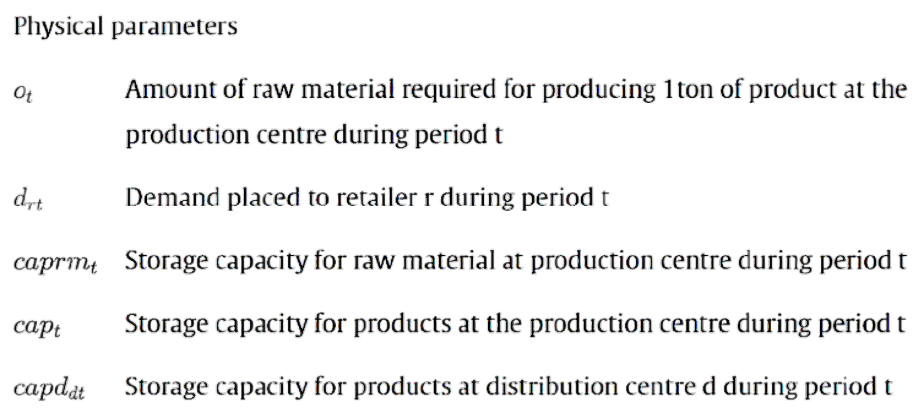 Physical parameters
o_t Amount of raw material required for producing 1ton of product at the
production centre during period t
d_{rt} Demand placed to retailer r during period t
caprm_t Storage capacity for raw material at production centre during period t
cap_t Storage capacity for products at the production centre during period t
capd_{dt} Storage capacity for products at distribution centre d during period t